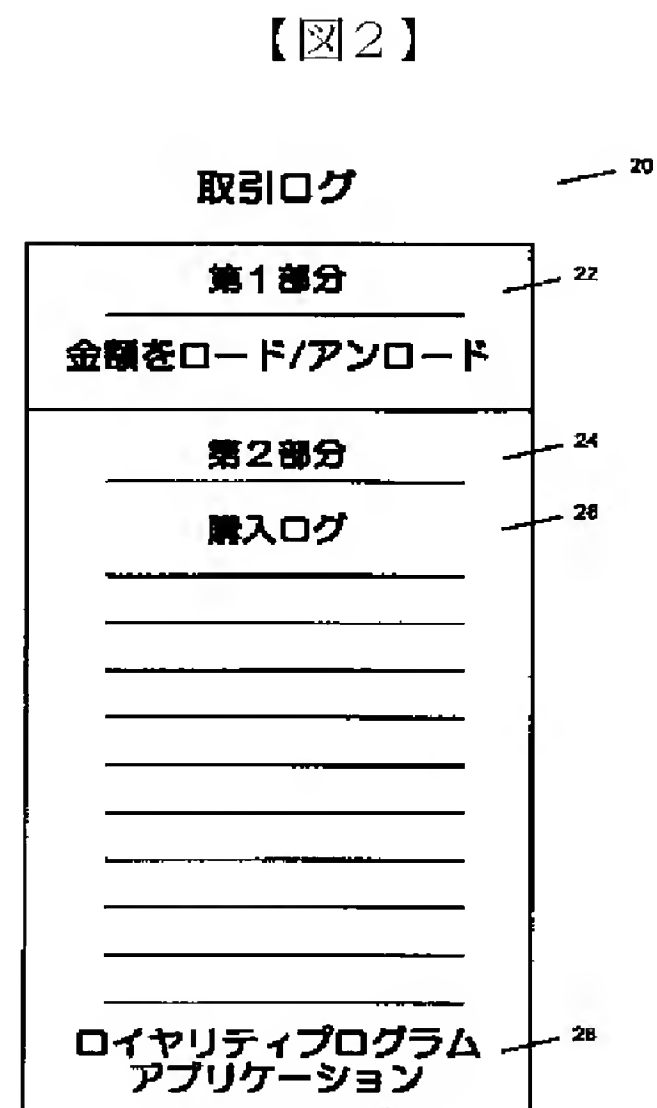 【図2】
取引ログ
20
第1部分
22
金額をロード/アンロード
第2部分
24
購入ログ
26
ロイヤリティプログラム
アプリケーション
28